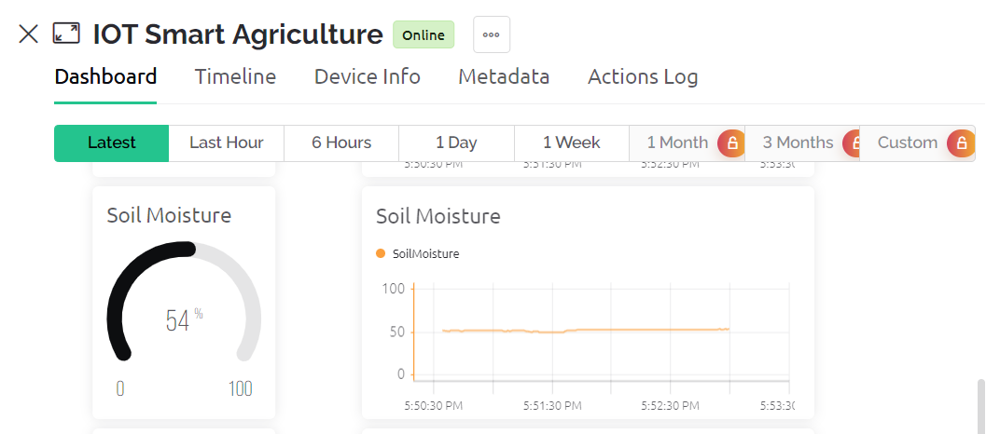 IOT Smart Agriculture Online
Dashboard Timeline Device Info Metadata Actions Log
Latest Last Hour 6 Hours 1 Day 1 Week 1 Month 3 Months Custom
5:50:30 PM 5:51:30 PM 5:52:30 PM 5:53:3
Soil Moisture
54 %
0 100
Soil Moisture
SoilMoisture
100
50
0
5:50:30 PM 5:51:30 PM 5:52:30 PM 5:53:3